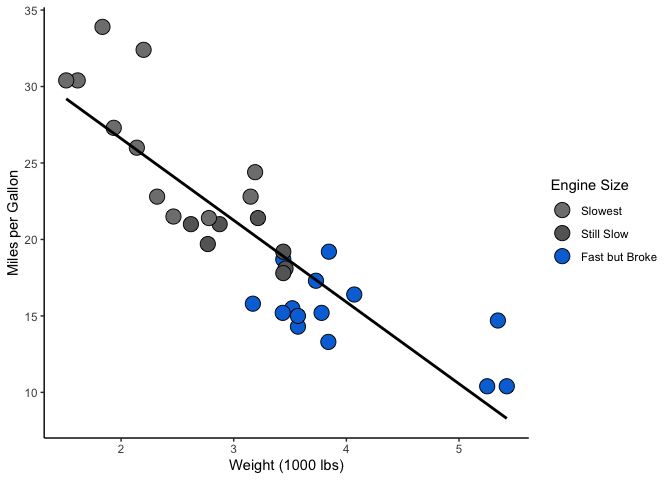 35
30
25
20
15
10
Miles per Gallon
2 3 4 5
Weight (1000 lbs)
Engine Size
Slowest
Still Slow
Fast but Broke